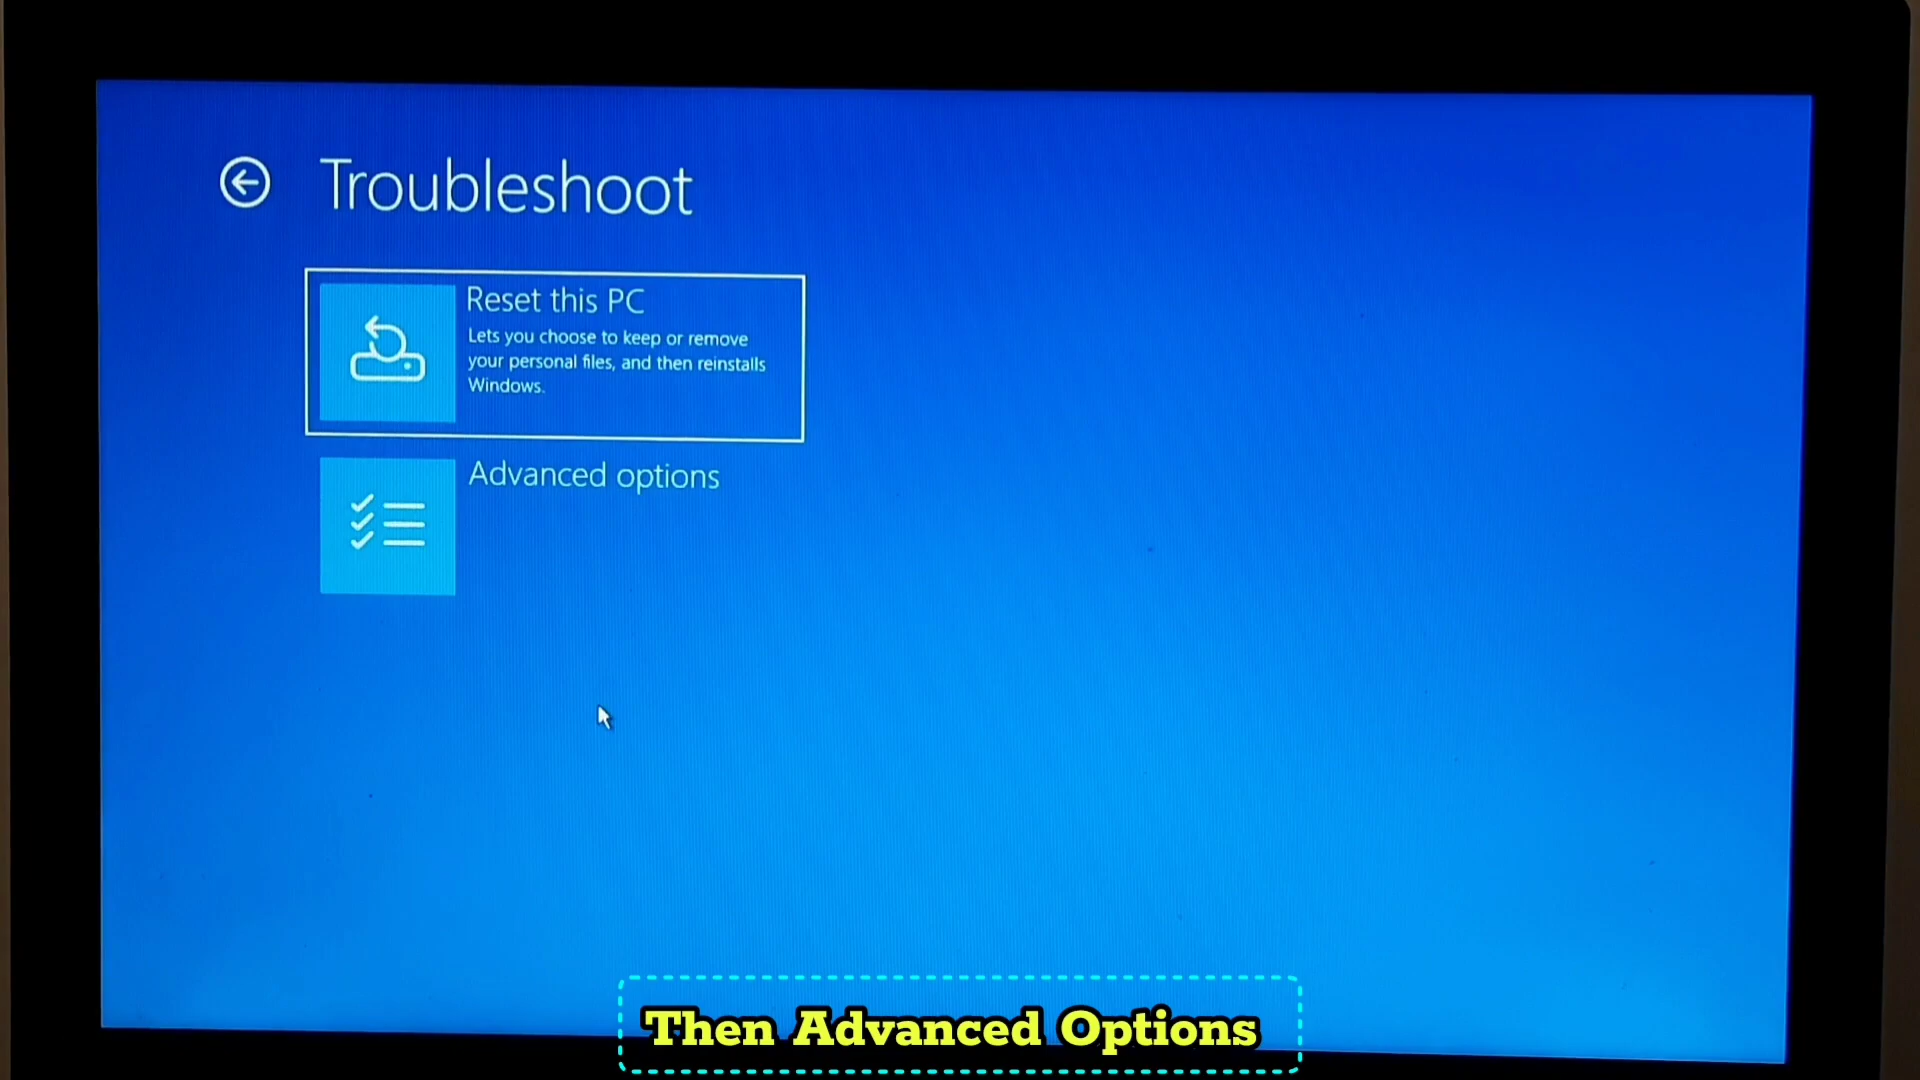 Troubleshoot
Reset this PC
Lets you choose to keep or remove
your personal files, and then reinstalls
Windows.
Advanced options
Then Advanced Options